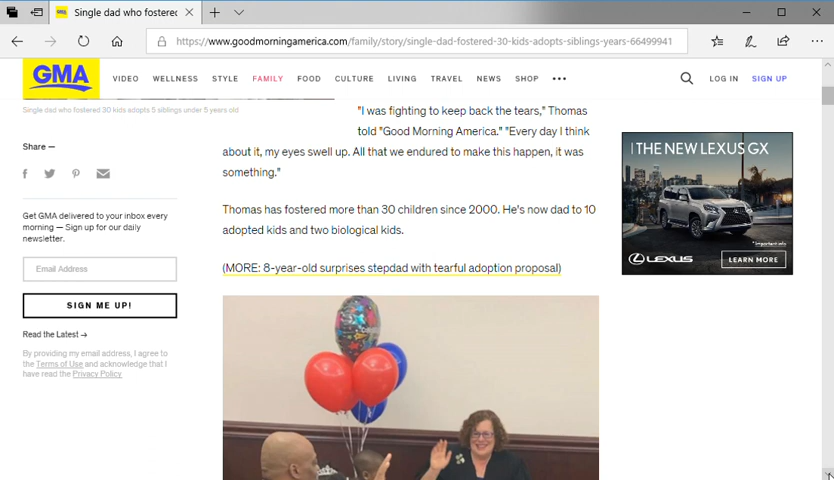 Single dad who fostered
https://www.goodmorningamerica.com/family/story/single-dad-fostered-30-kids-adopts-siblings-years-66499941
GMA
VIDEO WELLNESS STYLE FAMILY FOOD CULTURE LIVING TRAVEL NEWS SHOP
LOG IN SIGN UP
Single dad who fostered 30 kids adopts 5 siblings under 5 years old
Share —
Get GMA delivered to your inbox every
morning — Sign up for our daily
newsletter.
Email Address
SIGN ME UP!
Read the Latest →
By providing my email address, I agree to
the Terms of Use and acknowledge that I
have read the Privacy Policy.
"I was fighting to keep back the tears," Thomas
told "Good Morning America." "Every day I think
about it, my eyes swell up. All that we endured to make this happen, it was
something."
Thomas has fostered more than 30 children since 2000. He's now dad to 10
adopted kids and two biological kids.
(MORE: 8-year-old surprises stepdad with tearful adoption proposal)
THE NEW LEXUS GX
*Important info
LEXUS
LEARN MORE